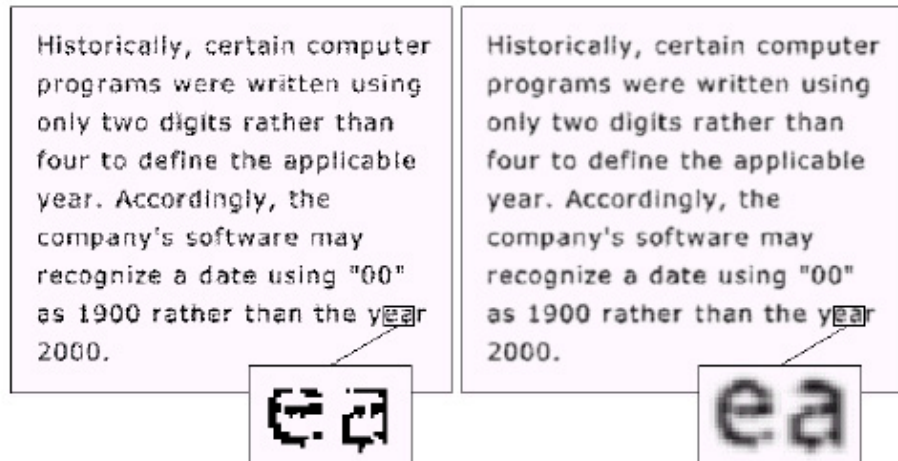 Historically, certain computer
programs were written using
only two digits rather than
four to define the applicable
year. Accordingly, the
company's software may
recognize a date using "00"
as 1900 rather than the year
2000.
ea
Historically, certain computer
programs were written using
only two digits rather than
four to define the applicable
year. Accordingly, the
company's software may
recognize a date using "00"
as 1900 rather than the year
2000.
ea